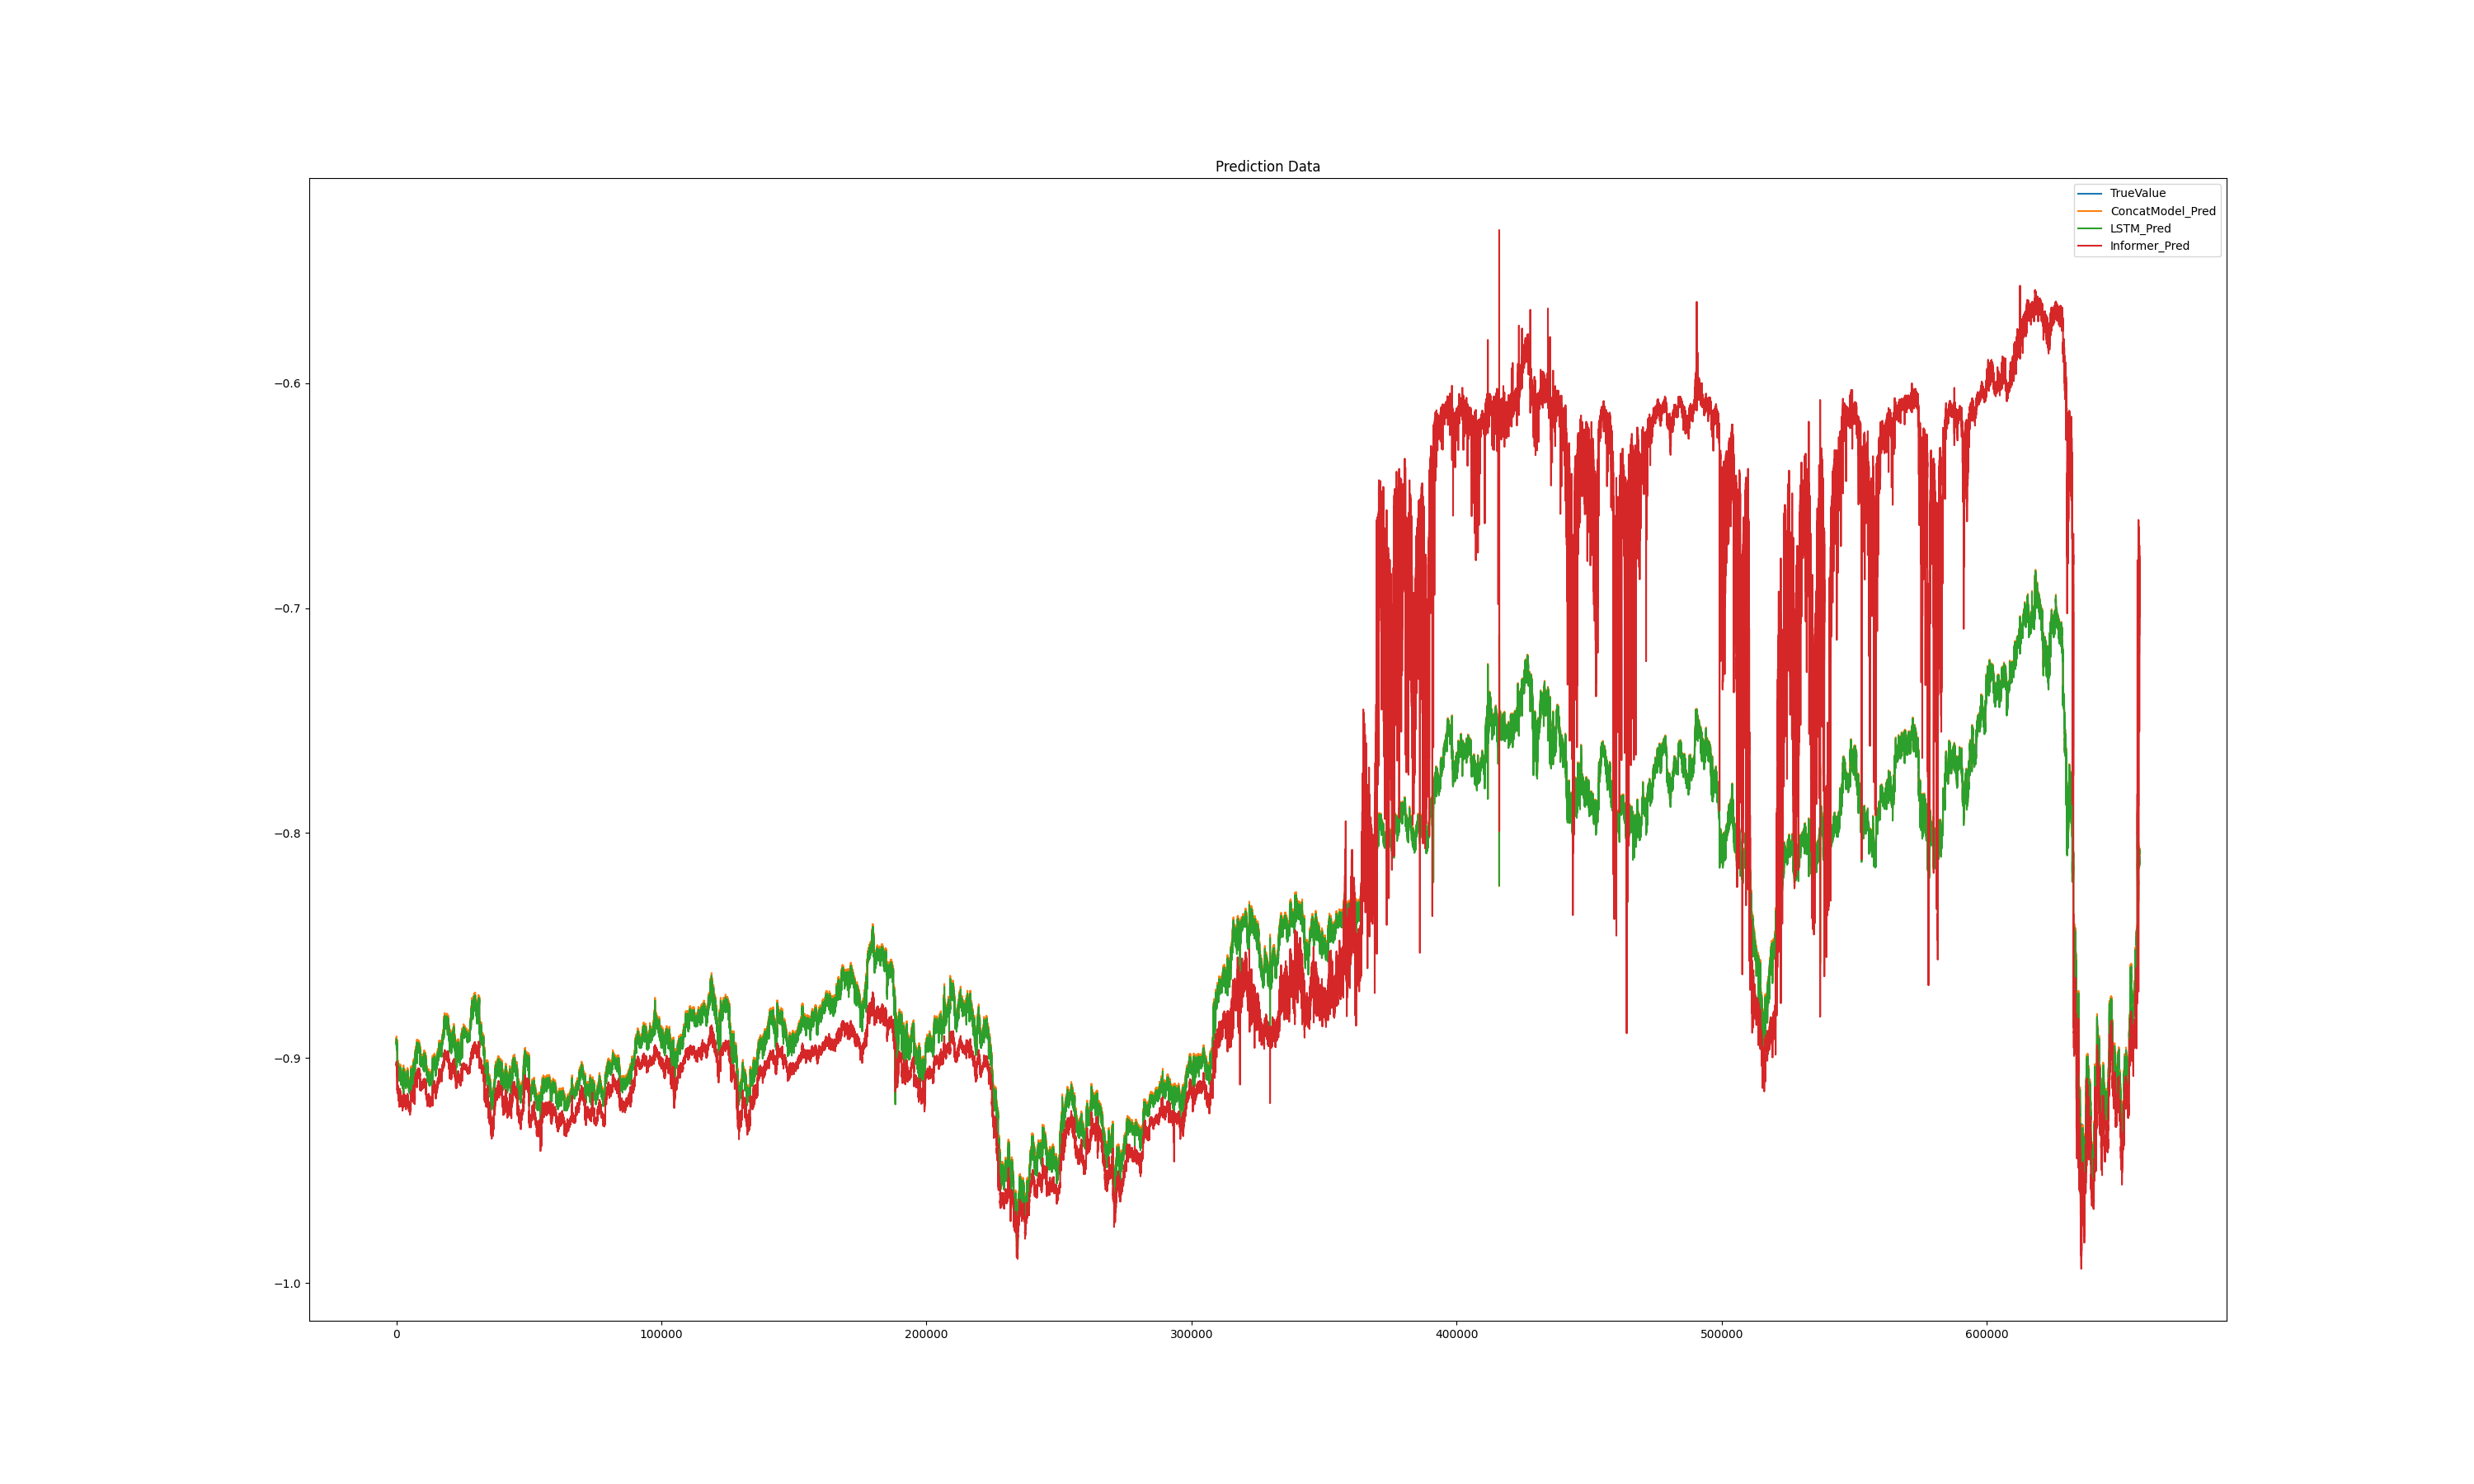 Prediction Data
TrueValue
ConcatModel_Pred
LSTM_Pred
Informer_Pred
−0.6
−0.7
−0.8
−0.9
−1.0
0 100000 200000 300000 400000 500000 600000